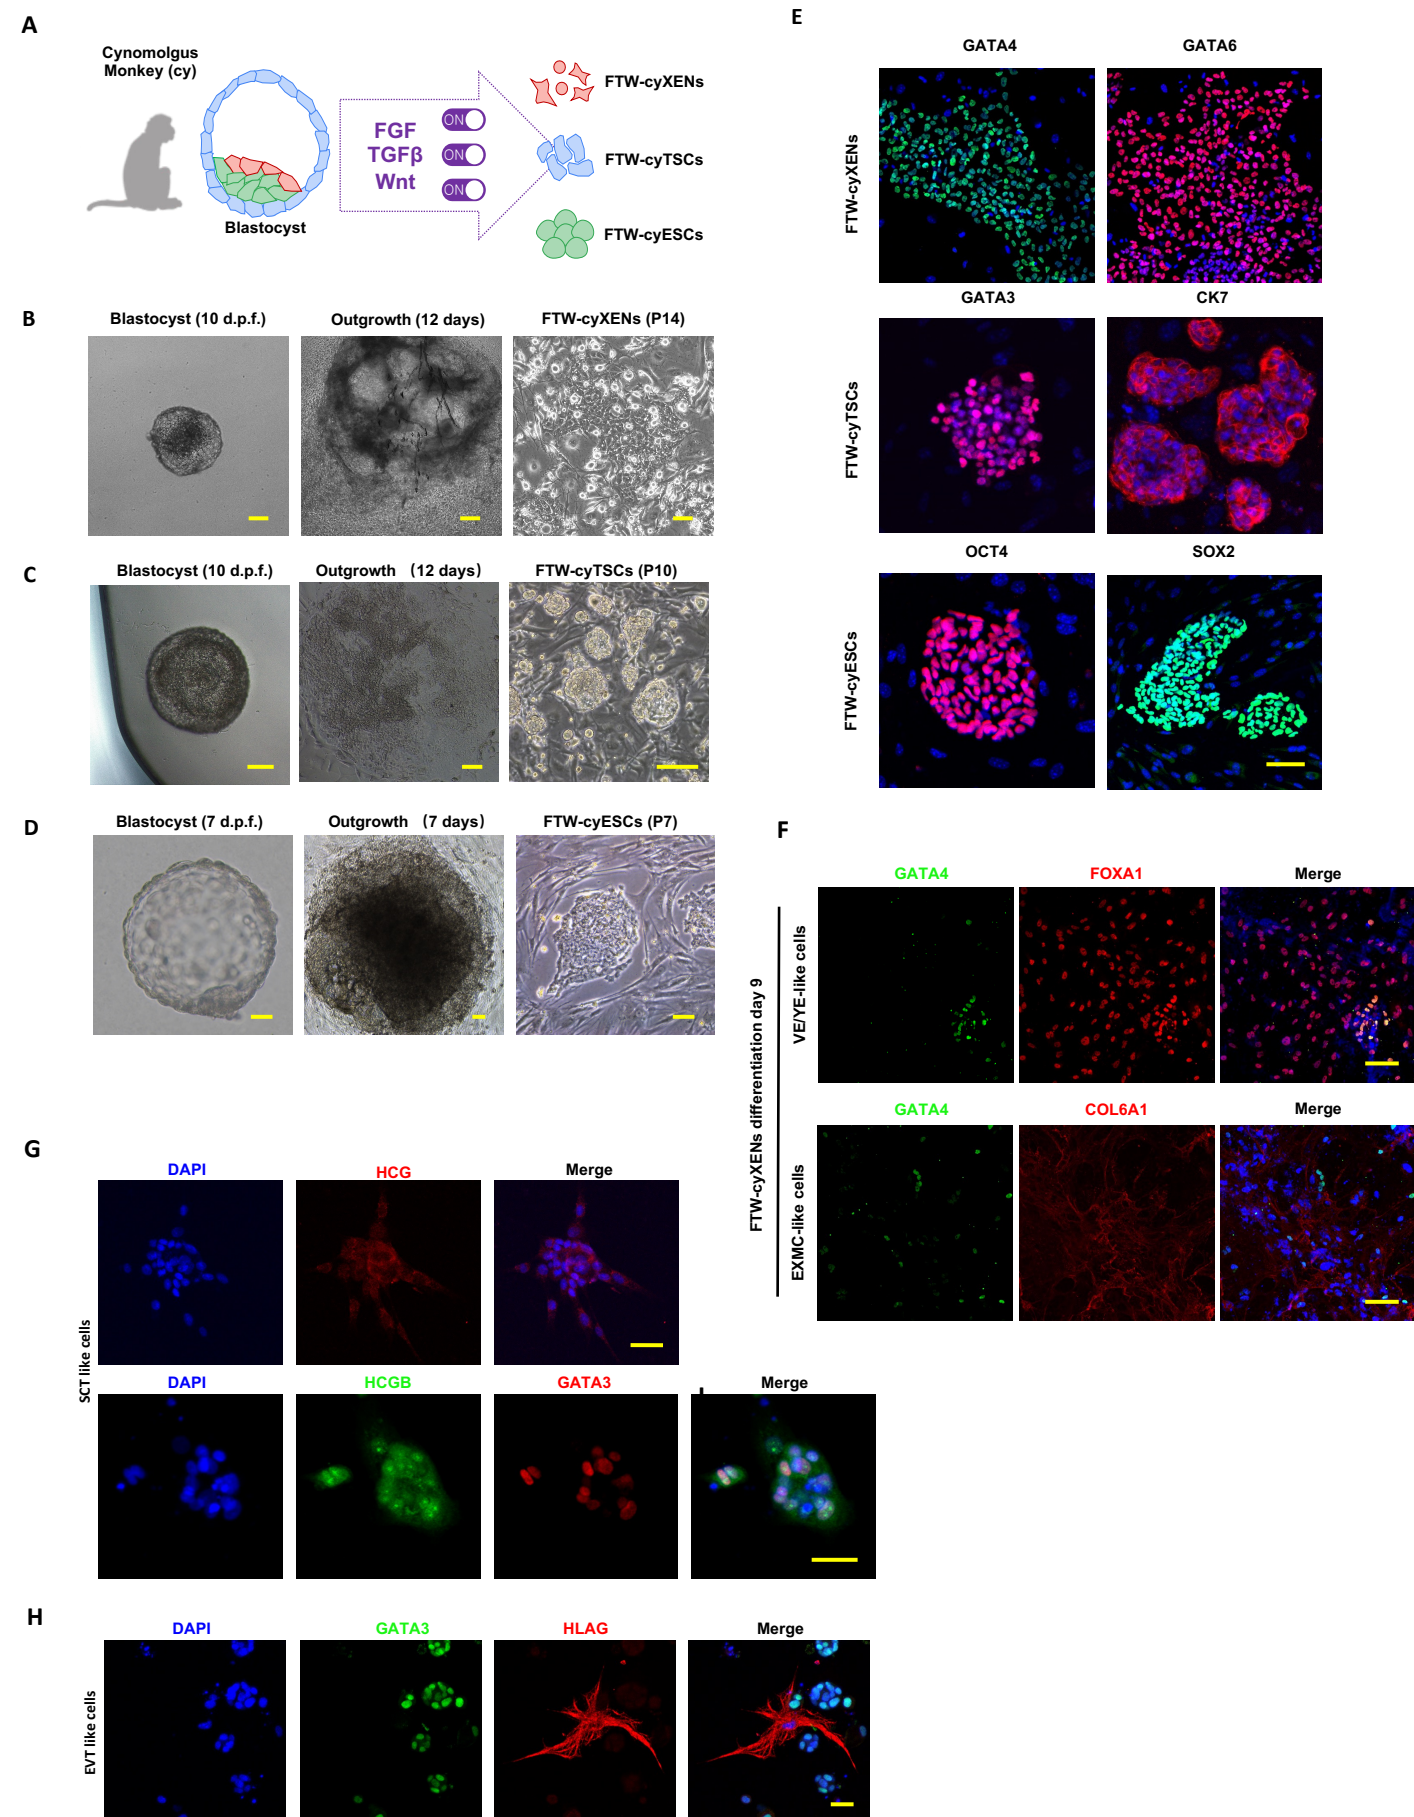 A
Cynomolgus
Monkey (cy)
Blastocyst
FGF
TGFβ
Wnt
ON
ON
ON
FTW-cyXENs
FTW-cyTSCs
FTW-cyESCs
B
Blastocyst (10 d.p.f.)
Outgrowth (12 days)
FTW-cyXENs (P14)
C
Blastocyst (10 d.p.f.)
Outgrowth (12 days)
FTW-cyTSCs (P10)
D
Blastocyst (7 d.p.f.)
Outgrowth (7 days)
FTW-cyESCs (P7)
E
GATA4
GATA6
FTW-cyXENs
GATA3
CK7
FTW-cyTSCs
OCT4
SOX2
FTW-cyESCs
F
FTW-cyXENs differentiation day 9
GATA4
FOXA1
Merge
VE/YE-like cells
GATA4
COL6A1
Merge
EXMC-like cells
G
SCT like cells
DAPI
HCG
Merge
DAPI
HCGB
GATA3
Merge
H
EVT like cells
DAPI
GATA3
HLAG
Merge